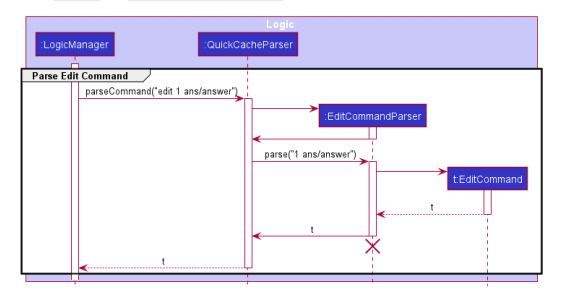 Logic
:LogicManager
:QuickCacheParser
Parse Edit Command
parseCommand("edit 1 ans/answer")
:EditCommandParser
parse("1 ans/answer")
t:EditCommand
t
t
t